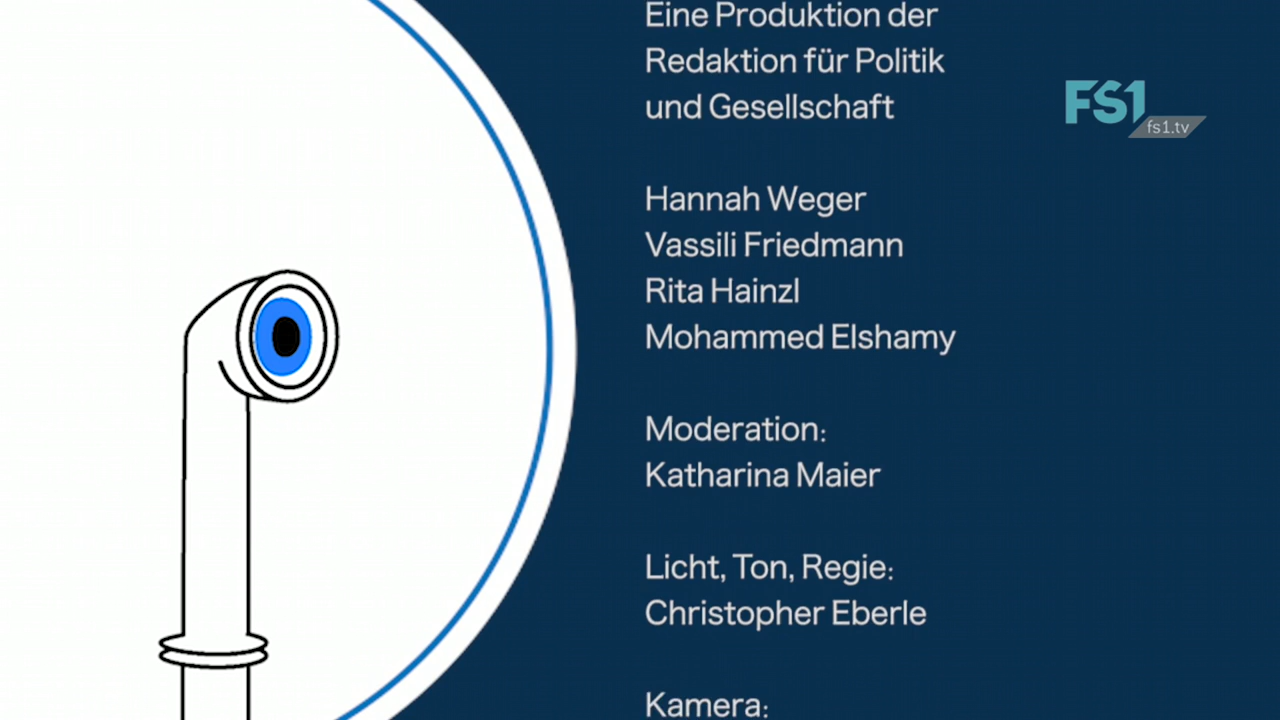 Eine Produktion der
Redaktion für Politik
und Gesellschaft
FS1
fs1.tv
Hannah Weger
Vassili Friedmann
Rita Hainzl
Mohammed Elshamy
Moderation:
Katharina Maier
Licht, Ton, Regie:
Christopher Eberle
Kamera: